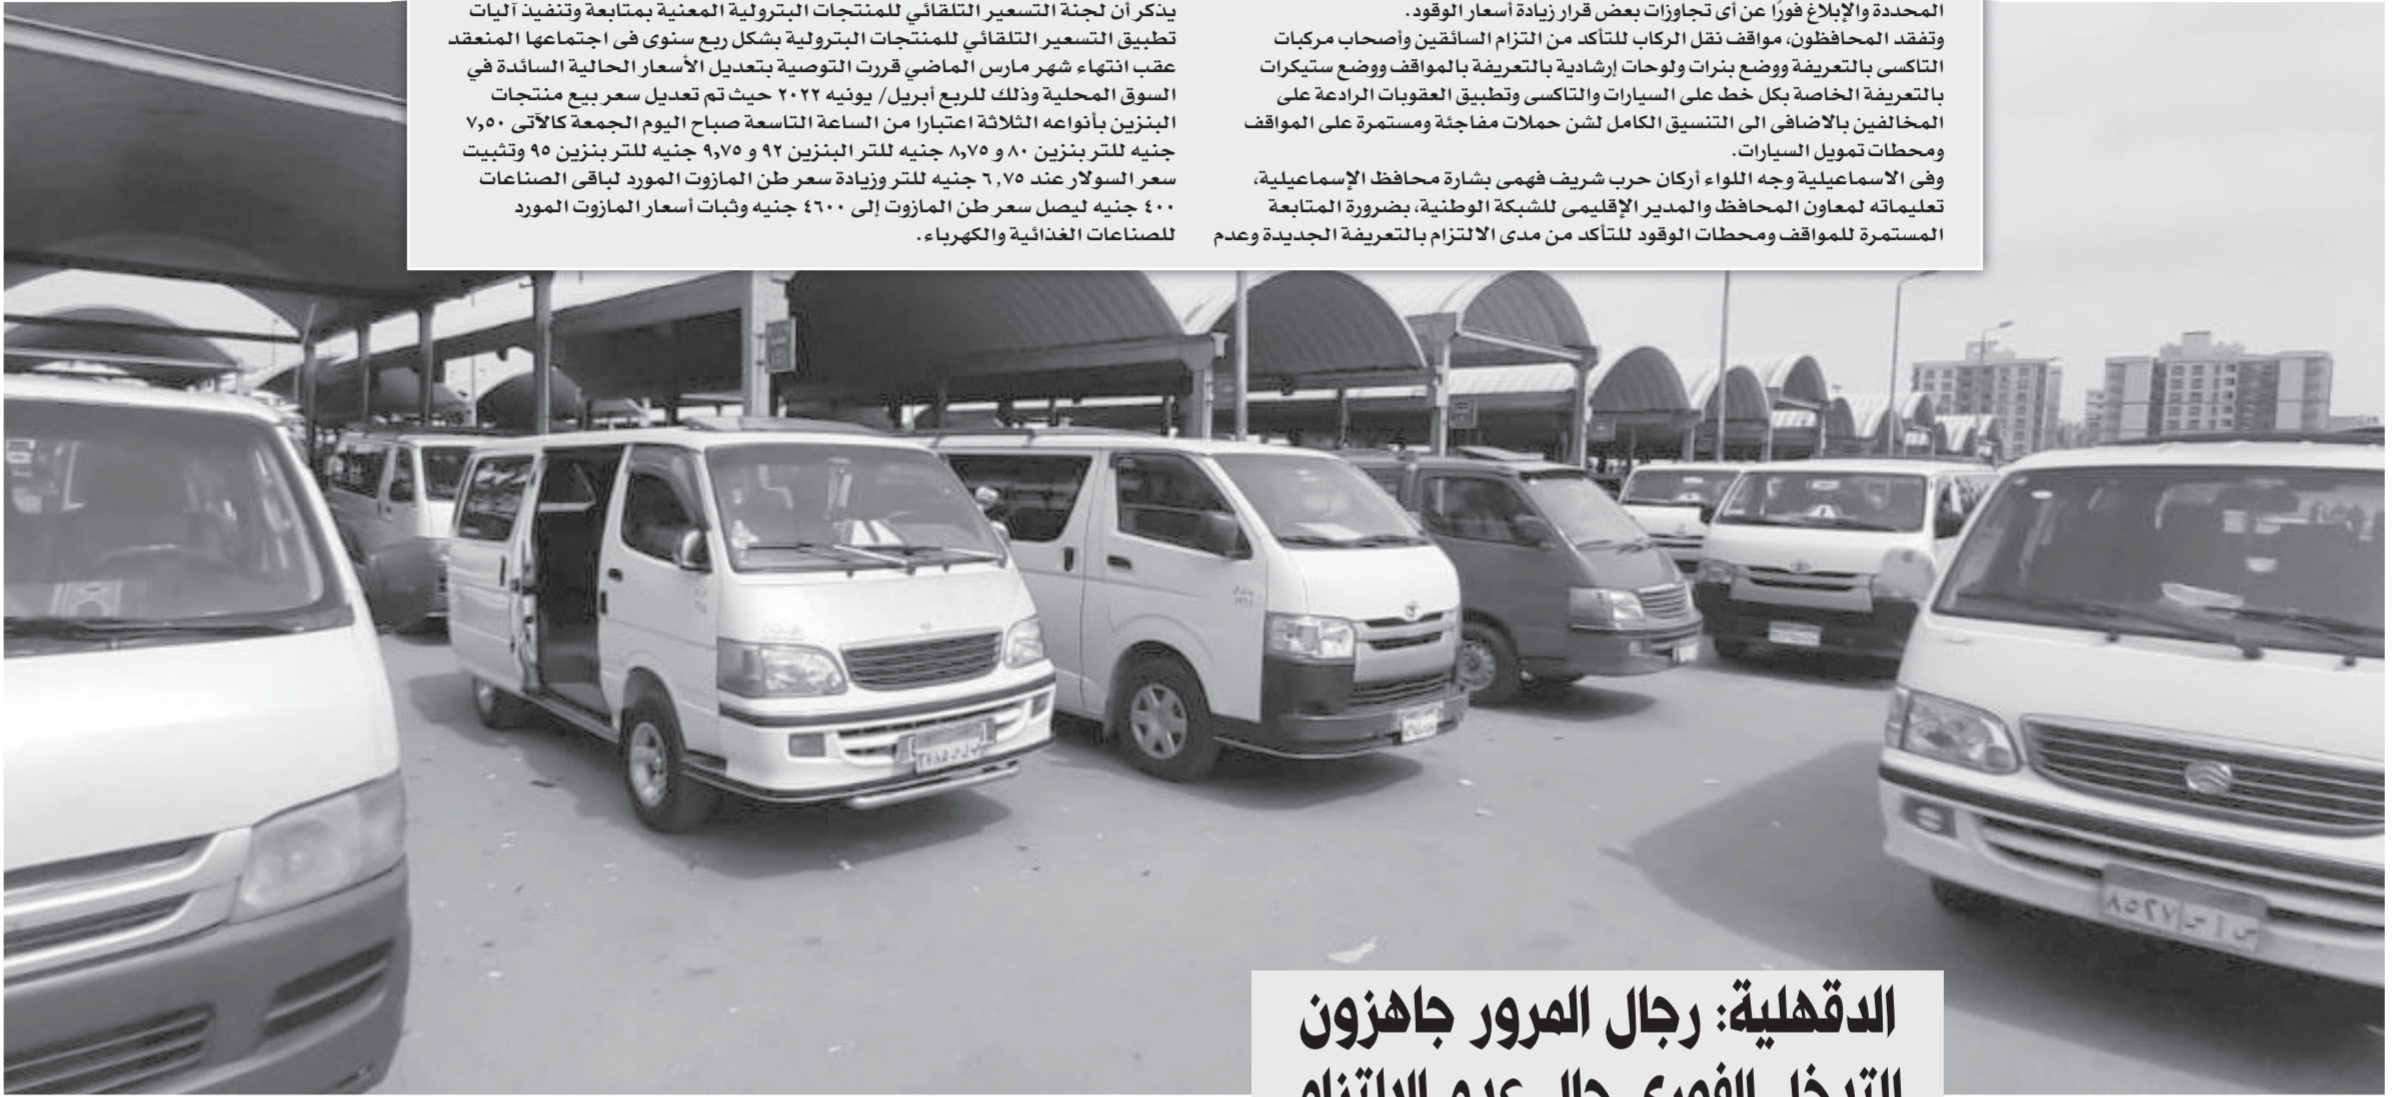 المحددة والإبلاغ فورًا عن أى تجاوزات بعض قرار زيادة أسعار الوقود.
وتفقد المحافظون، مواقف نقل الركاب للتأكد من التزام السائقين وأصحاب مركبات
التاكسى بالتعريفة ووضع بنرات ولوحات إرشادية بالتعريفة بالمواقف ووضع ستيكرات
بالتعريفة الخاصة بكل خط على السيارات والتاكسى وتطبيق العقوبات الرادعة على
المخالفين بالاضافى الى التنسيق الكامل لشن حملات مفاجئة ومستمرة على المواقف
ومحطات تمويل السيارات.
وفى الاسماعيلية وجه اللواء أركان حرب شريف فهمى بشارة محافظ الإسماعيلية،
تعليماته لمعاون المحافظ والمدير الإقليمى للشبكة الوطنية، بضرورة المتابعة
المستمرة للمواقف ومحطات الوقود للتأكد من مدى الالتزام بالتعريفة الجديدة وعدم
يذكر أن لجنة التسعير التلقائي للمنتجات البترولية المعنية بمتابعة وتنفيذ آليات
تطبيق التسعير التلقائي للمنتجات البترولية بشكل ربع سنوى فى اجتماعها المنعقد
عقب انتهاء شهر مارس الماضي قررت التوصية بتعديل الأسعار الحالية السائدة في
السوق المحلية وذلك للربع أبريل/ يونيه ٢٠٢٢ حيث تم تعديل سعر بيع منتجات
البنزين بأنواعه الثلاثة اعتبارا من الساعة التاسعة صباح اليوم الجمعة كالآتى ٧,٥٠
جنيه للتر بنزين ٨٠ و ٨,٧٥ جنيه للتر البنزين ٩٢ و ٩,٧٥ جنيه للتر بنزين ٩٥ وتثبيت
سعر السولار عند ٦,٧٥ جنيه للتر وزيادة سعر طن المازوت المورد لباقى الصناعات
٤٠٠ جنيه ليصل سعر طن المازوت إلى ٤٦٠٠ جنيه وثبات أسعار المازوت المورد
للصناعات الغذائية والكهرباء.
٨٥٢٧ س ا س
الدقهلية: رجال المرور جاهزون
للتدخل الفورى حال عدم الالتزام